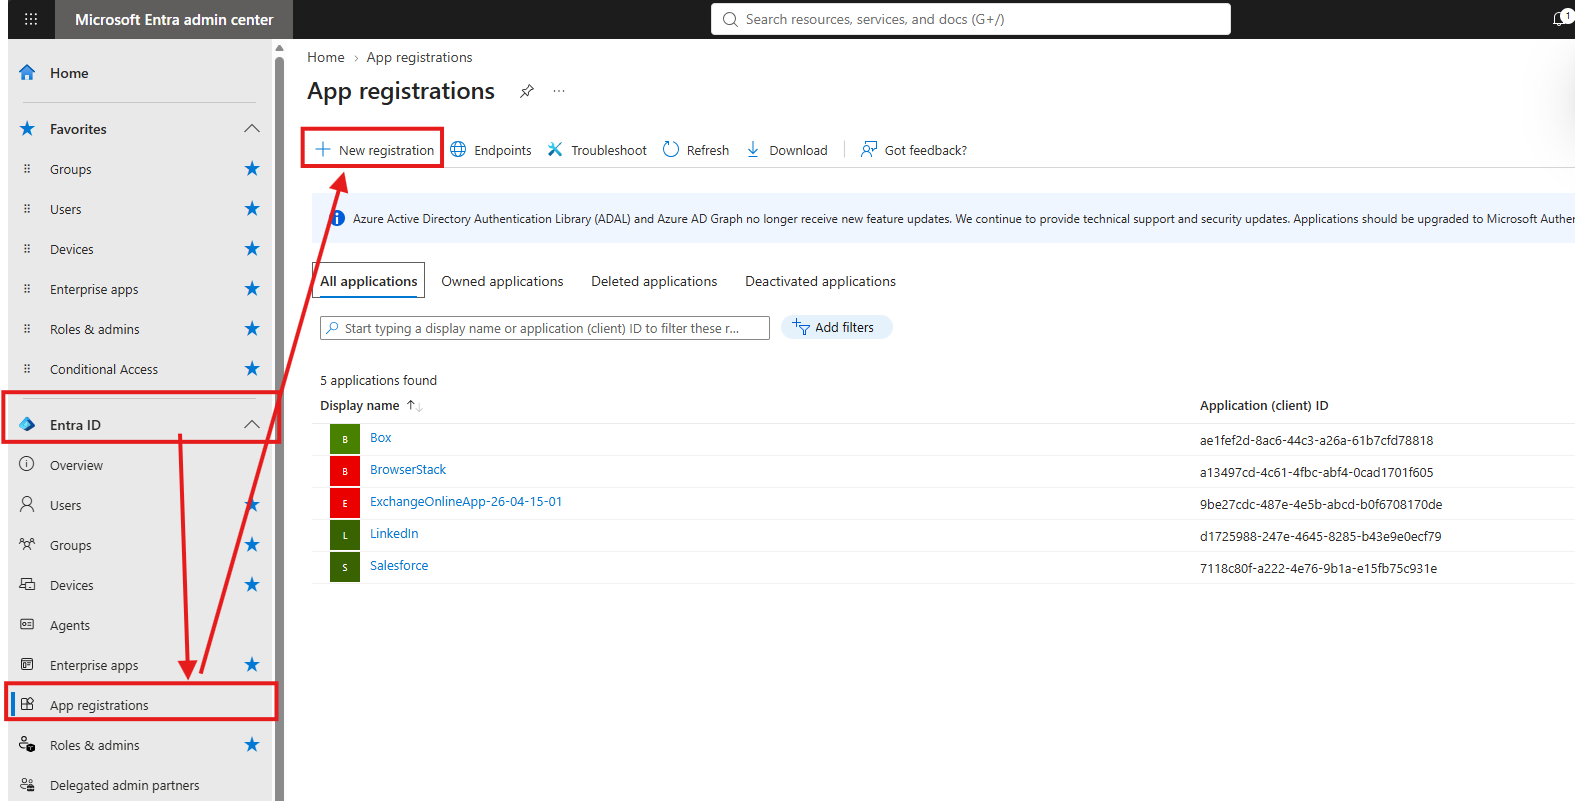 Microsoft Entra admin center
Search resources, services, and docs (G+/)
1
Home
Favorites
Groups
Users
Devices
Enterprise apps
Roles & admins
Conditional Access
Entra ID
Overview
Users
Groups
Devices
Agents
Enterprise apps
App registrations
Roles & admins
Delegated admin partners
Home > App registrations
App registrations
New registration Endpoints Troubleshoot Refresh Download Got feedback?
Azure Active Directory Authentication Library (ADAL) and Azure AD Graph no longer receive new feature updates. We continue to provide technical support and security updates. Applications should be upgraded to Microsoft Authen
All applications Owned applications Deleted applications Deactivated applications
Start typing a display name or application (client) ID to filter these r... Add filters
5 applications found
Display name Application (client) ID
B Box ae1fef2d-8ac6-44c3-a26a-61b7cfd78818
B BrowserStack a13497cd-4c61-4fbc-abf4-0cad1701f605
E ExchangeOnlineApp-26-04-15-01 9be27cdc-487e-4e5b-abcd-b0f6708170de
L LinkedIn d1725988-247e-4645-8285-b43e9e0ecf79
S Salesforce 7118c80f-a222-4e76-9b1a-e15fb75c931e